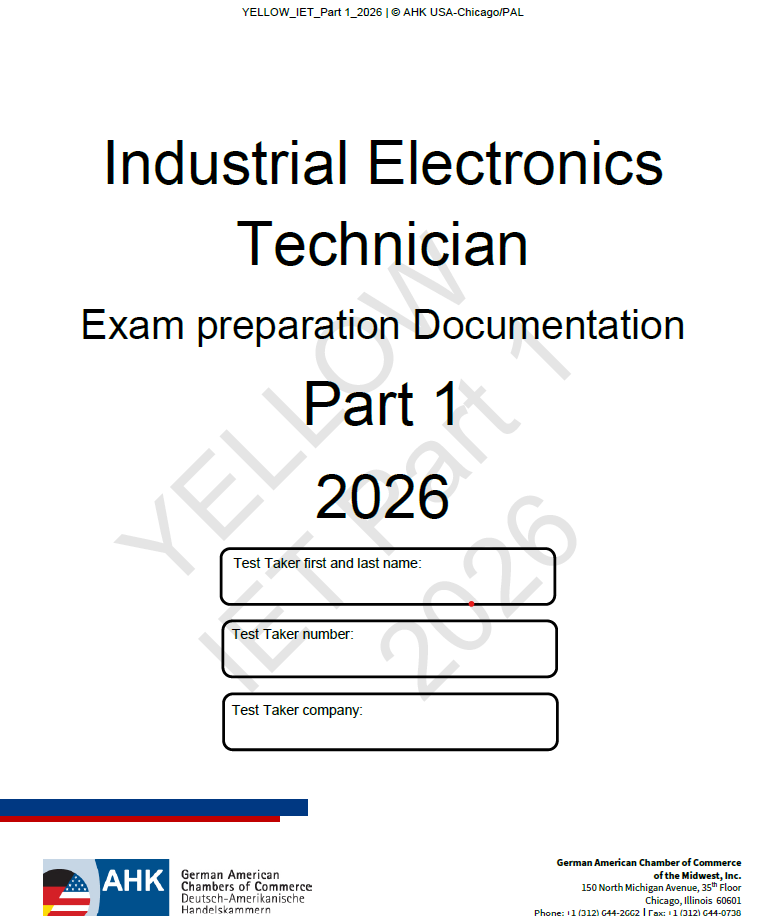 YELLOW_IET_Part 1_2026 | © AHK USA-Chicago/PAL
Industrial Electronics
Technician
Exam preparation Documentation
Part 1
2026
YELLOW
IET Part 1
2026
Test Taker first and last name:
Test Taker number:
Test Taker company:
AHK
German American
Chambers of Commerce
Deutsch-Amerikanische
Handelskammern
German American Chamber of Commerce
of the Midwest, Inc.
150 North Michigan Avenue, 35th Floor
Chicago, Illinois 60601
Phone: +1 (312) 644-2662 | Fax: +1 (312) 644-0738